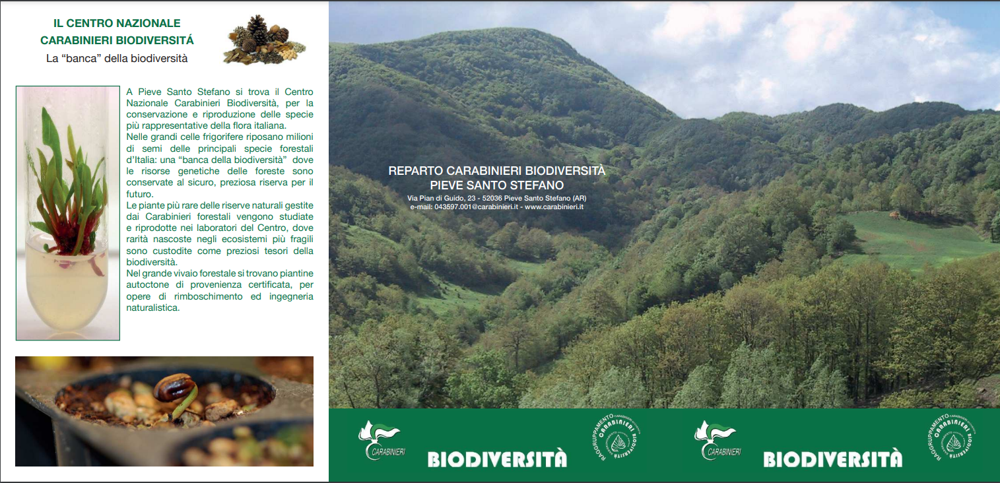 IL CENTRO NAZIONALE
CARABINIERI BIODIVERSITÁ
La “banca” della biodiversità
A Pieve Santo Stefano si trova il Centro
Nazionale Carabinieri Biodiversità, per la
conservazione e riproduzione delle specie
più rappresentative della flora italiana.
Nelle grandi celle frigorifere riposano milioni
di semi delle principali specie forestali
d’Italia: una “banca della biodiversità” dove
le risorse genetiche delle foreste sono
conservate al sicuro, preziosa riserva per il
futuro.
Le piante più rare delle riserve naturali gestite
dai Carabinieri forestali vengono studiate
e riprodotte nei laboratori del Centro, dove
rarità nascoste negli ecosistemi più fragili
sono custodite come preziosi tesori della
biodiversità.
Nel grande vivaio forestale si trovano piantine
autoctone di provenienza certificata, per
opere di rimboschimento ed ingegneria
naturalistica.
REPARTO CARABINIERI BIODIVERSITÀ
PIEVE SANTO STEFANO
Via Pian di Guido, 23 - 52036 Pieve Santo Stefano (AR)
e-mail: 043597.001@carabinieri.it - www.carabinieri.it
CARABINIERI
BIODIVERSITÀ
RAGGRUPPAMENTO
CARABINIERI BIODIVERSITÀ
CARABINIERI
BIODIVERSITÀ
RAGGRUPPAMENTO
CARABINIERI BIODIVERSITÀ